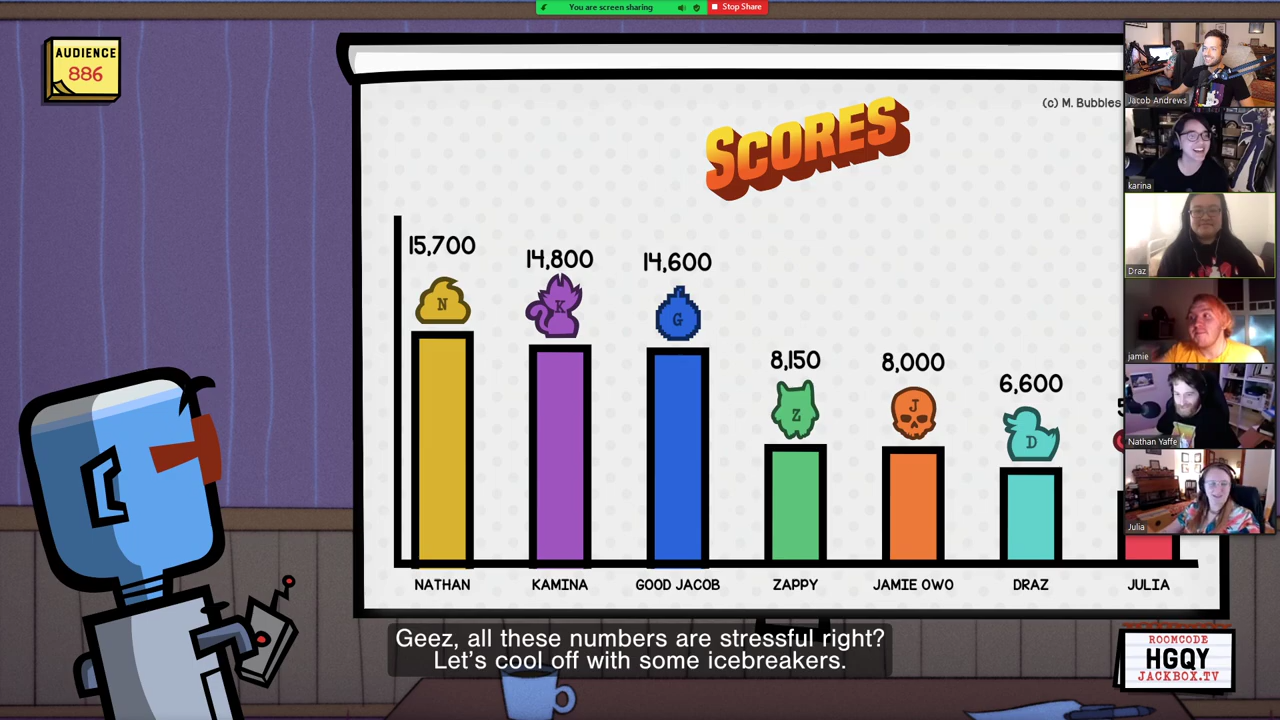 You are screen sharing
Stop Share
AUDIENCE
886
(c) M. Bubbles
SCORES
15,700
14,800
14,600
8,150
8,000
6,600
N
K
G
Z
J
D
NATHAN
KAMINA
GOOD JACOB
ZAPPY
JAMIE OWO
DRAZ
JULIA
Jacob Andrews
karina
Draz
jamie
Nathan Yaffe
Julia
Geez, all these numbers are stressful right?
Let's cool off with some icebreakers.
ROOMCODE
HGQY
JACKBOX.TV